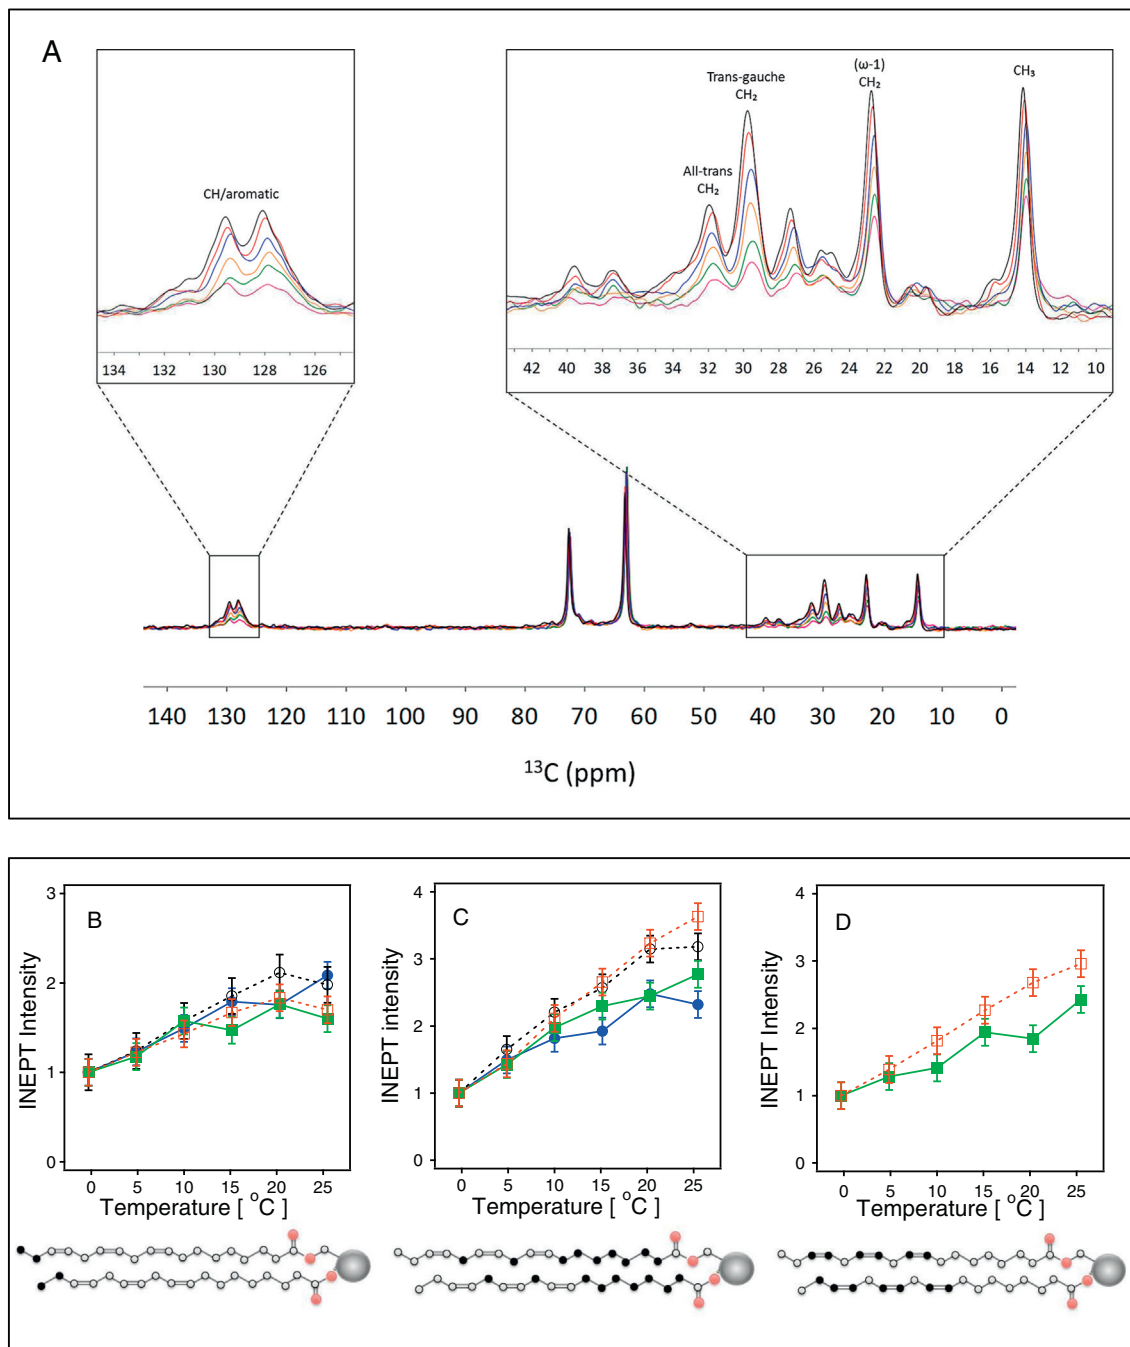 A
CH/aromatic
134 132 130 128 126
Trans-gauche
CH₂
All-trans
CH₂
(ω-1)
CH₂
CH₃
42 40 38 36 34 32 30 28 26 24 22 20 18 16 14 12 10
140 130 120 110 100 90 80 70 60 50 40 30 20 10 0
¹³C (ppm)
B
3
2
1
0
INEPT Intensity
0 5 10 15 20 25
Temperature [ °C ]
C
4
3
2
1
0
INEPT Intensity
0 5 10 15 20 25
Temperature [ °C ]
D
4
3
2
1
0
INEPT Intensity
0 5 10 15 20 25
Temperature [ °C ]